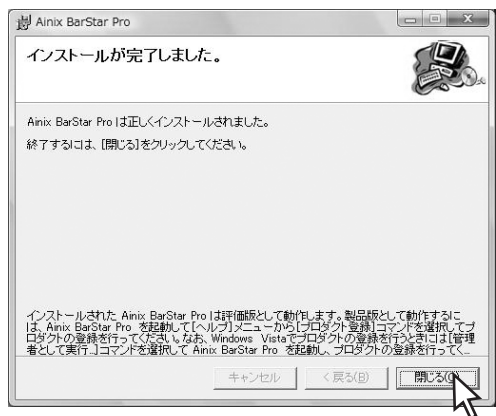 Ainix BarStar Pro
インストールが完了しました。
Ainix BarStar Pro は正しくインストールされました。
終了するには、[閉じる]をクリックしてください。
インストールされた Ainix BarStar Pro は評価版として動作します。製品版として動作するに
は、Ainix BarStar Pro を起動して[ヘルプ]メニューから[プロダクト登録]コマンドを選択してプ
ロダクトの登録を行ってください。なお、Windows Vistaでプロダクトの登録を行うときには[管理
者として実行...]コマンドを選択して Ainix BarStar Pro を起動し、プロダクトの登録を行ってく...
キャンセル
< 戻る(B)
閉じる(